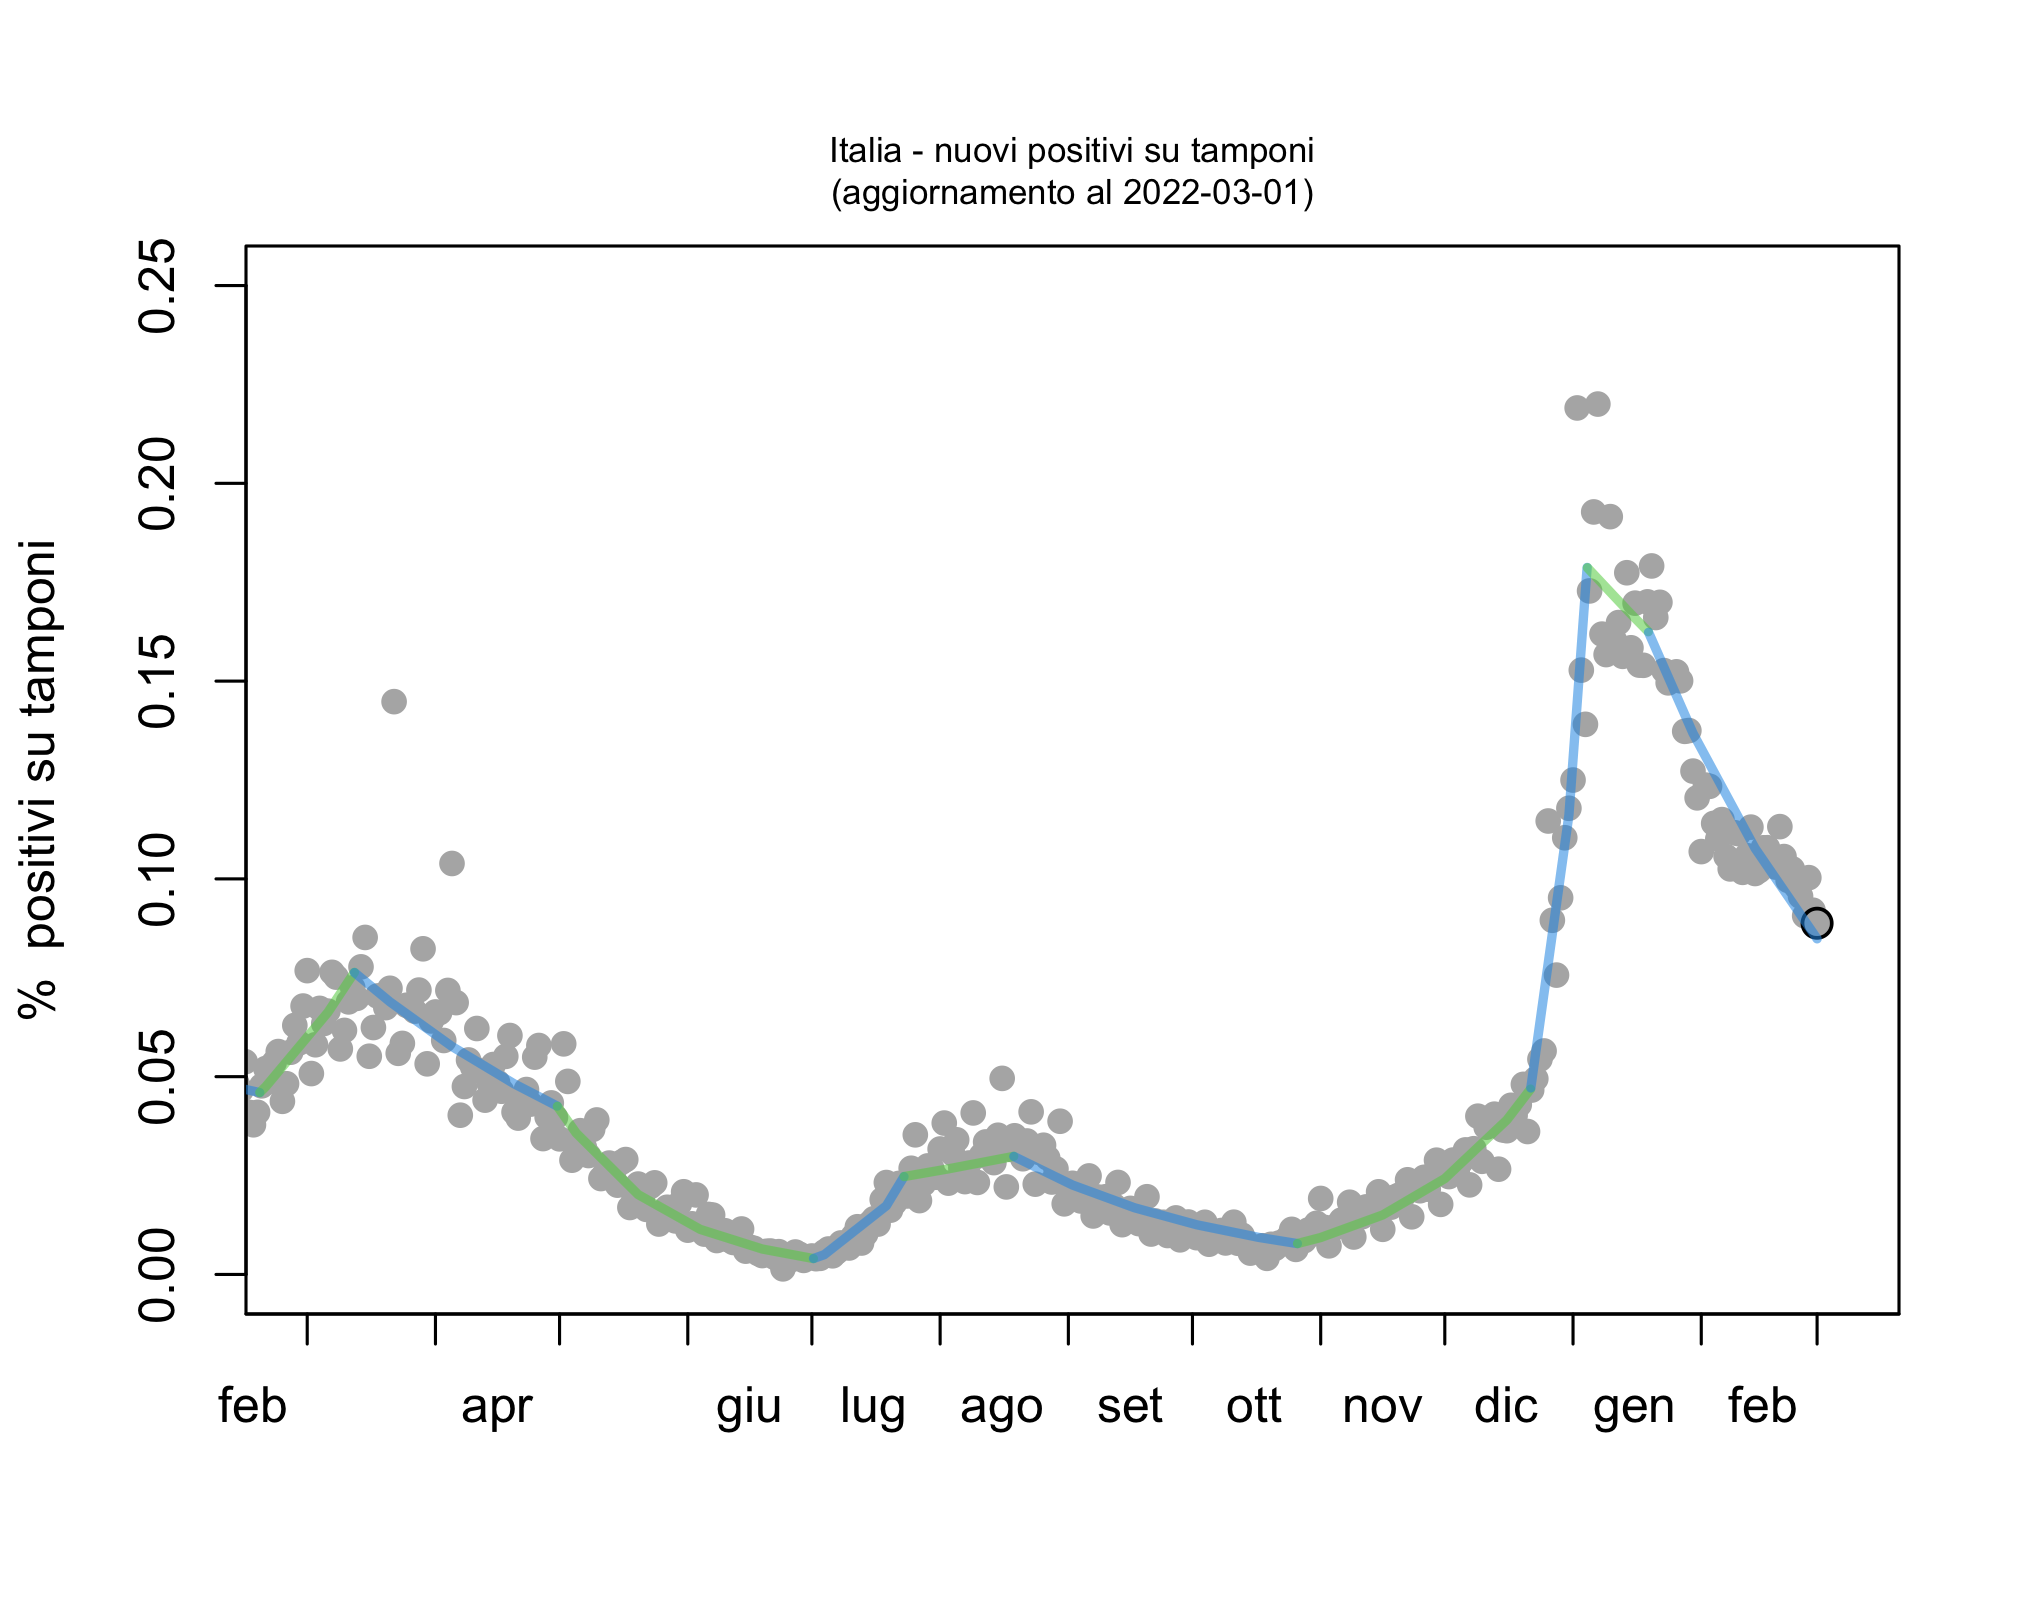 Italia - nuovi positivi su tamponi
(aggiornamento al 2022-03-01)
% positivi su tamponi
0.25
0.20
0.15
0.10
0.05
0.00
feb apr giu lug ago set ott nov dic gen feb